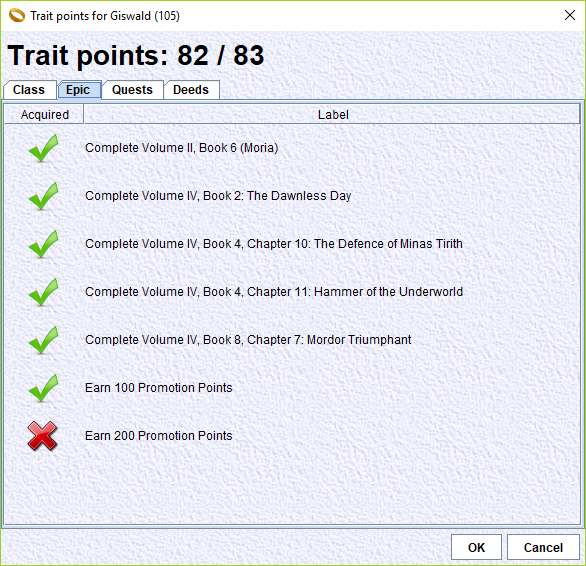 Trait points for Giswald (105)
Trait points: 82 / 83
Class Epic Quests Deeds
Acquired Label
Complete Volume II, Book 6 (Moria)
Complete Volume IV, Book 2: The Dawnless Day
Complete Volume IV, Book 4, Chapter 10: The Defence of Minas Tirith
Complete Volume IV, Book 4, Chapter 11: Hammer of the Underworld
Complete Volume IV, Book 8, Chapter 7: Mordor Triumphant
Earn 100 Promotion Points
Earn 200 Promotion Points
OK Cancel